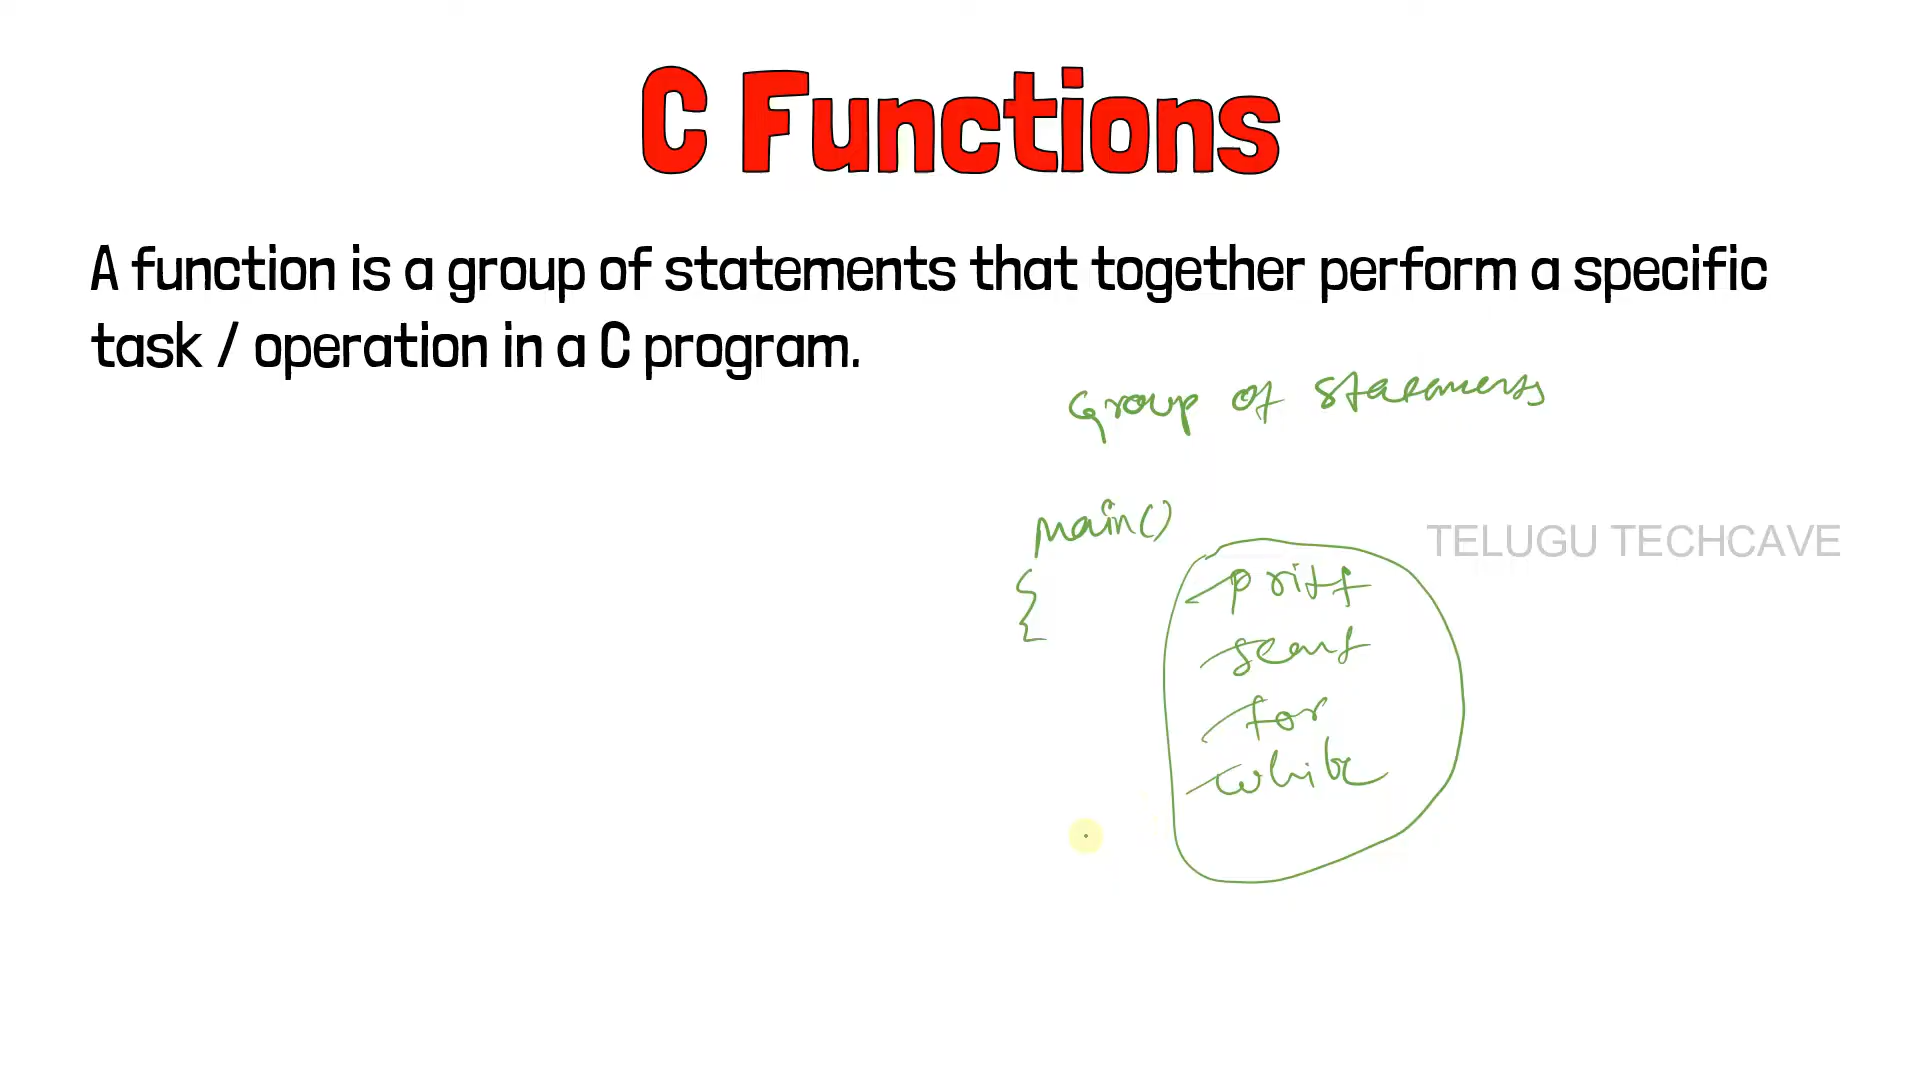 C Functions
A function is a group of statements that together perform a specific
task / operation in a C program.
Group of statements
main()
TELUGU TECHCAVE
{
printf
scanf
for
while